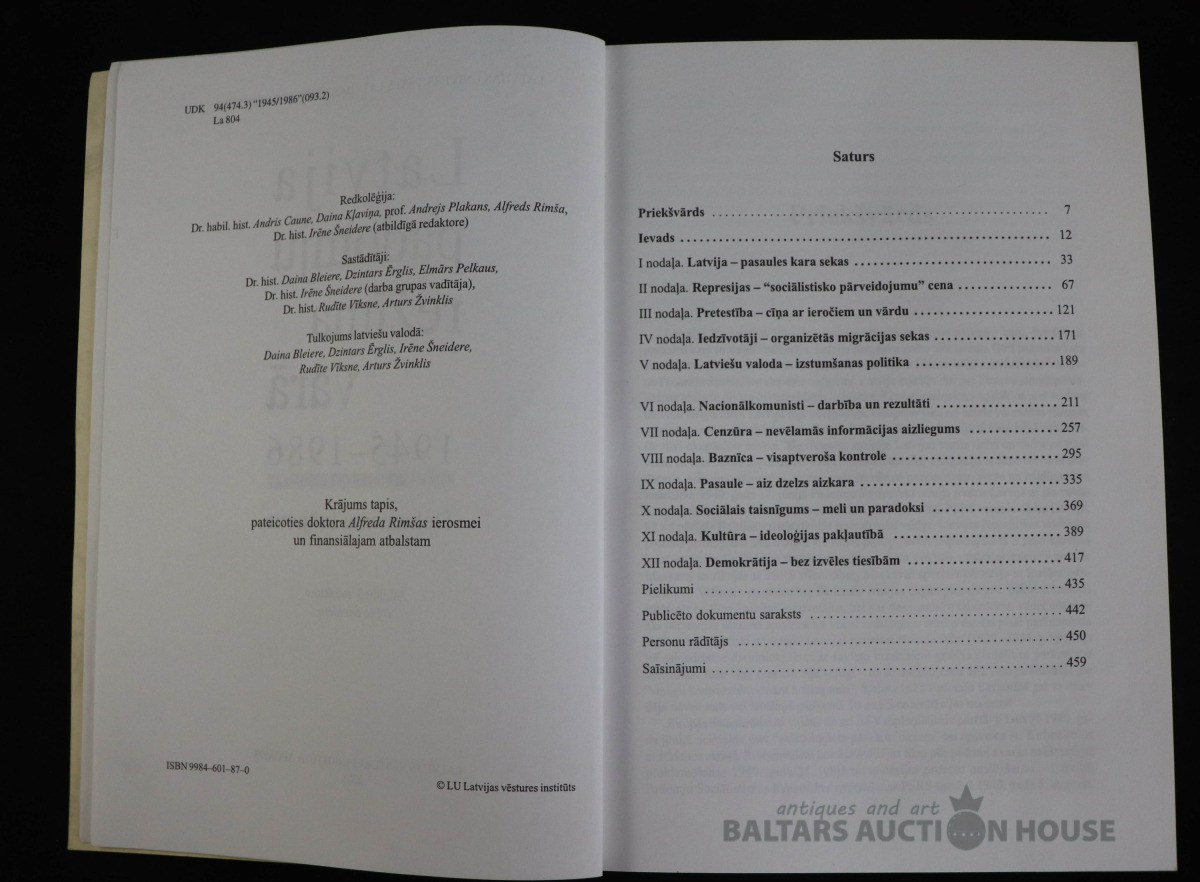 UDK 94(474.3) “1945/1986”(093.2)
La 804
Redkolēģija:
Dr. habil. hist. Andris Caune, Daina Kļaviņa, prof. Andrejs Plakans, Alfreds Rimša,
Dr. hist. Irēne Šneidere (atbildīgā redaktore)
Sastādītāji:
Dr. hist. Daina Bleiere, Dzintars Ērglis, Elmārs Pelkaus,
Dr. hist. Irēne Šneidere (darba grupas vadītāja),
Dr. hist. Rudīte Vīksne, Arturs Žvinklis
Tulkojums latviešu valodā:
Daina Bleiere, Dzintars Ērglis, Irēne Šneidere,
Rudīte Vīksne, Arturs Žvinklis
Krājums tapis,
pateicoties doktora Alfreda Rimšas ierosmei
un finansiālajam atbalstam
ISBN 9984–601–87–0
© LU Latvijas vēstures institūts
Saturs
Priekšvārds 7
Ievads 12
I nodaļa. Latvija – pasaules kara sekas 33
II nodaļa. Represijas – “sociālistisko pārveidojumu” cena 67
III nodaļa. Pretestība – cīņa ar ieročiem un vārdu 121
IV nodaļa. Iedzīvotāji – organizētās migrācijas sekas 171
V nodaļa. Latviešu valoda – izstumšanas politika 189
VI nodaļa. Nacionālkomunisti – darbība un rezultāti 211
VII nodaļa. Cenzūra – nevēlamās informācijas aizliegums 257
VIII nodaļa. Baznīca – visaptveroša kontrole 295
IX nodaļa. Pasaule – aiz dzelzs aizkara 335
X nodaļa. Sociālais taisnīgums – meli un paradoksi 369
XI nodaļa. Kultūra – ideoloģijas pakļautībā 389
XII nodaļa. Demokrātija – bez izvēles tiesībām 417
Pielikumi 435
Publicēto dokumentu saraksts 442
Personu rādītājs 450
Saīsinājumi 459
antiques and art
BALTARS AUCTION HOUSE